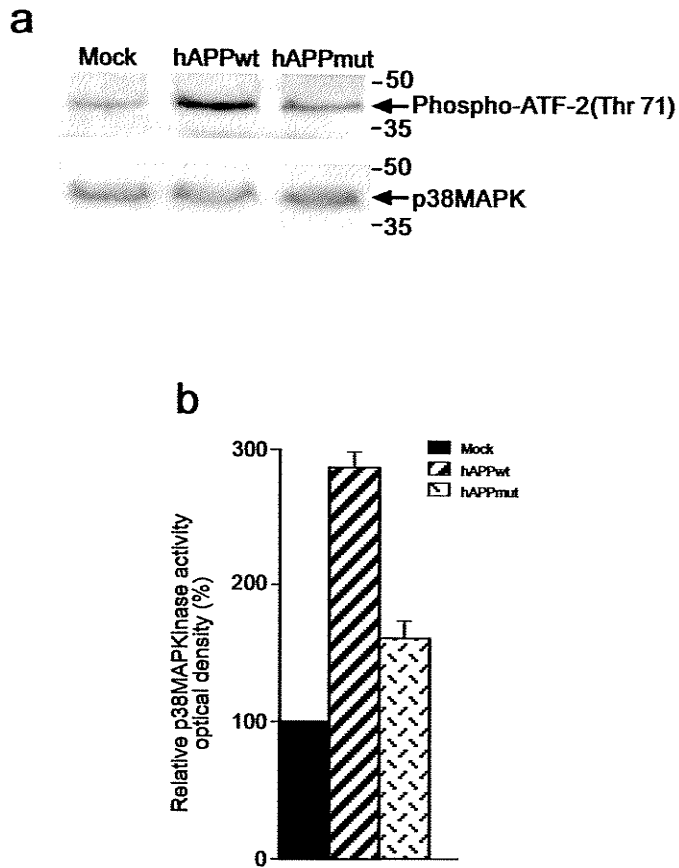 a
Mock hAPPwt hAPPmut
-50
Phospho-ATF-2(Thr 71)
-35
-50
p38MAPK
-35
b
300
200
100
0
Relative p38MAPKinase activity
optical density (%)
Mock
hAPPwt
hAPPmut